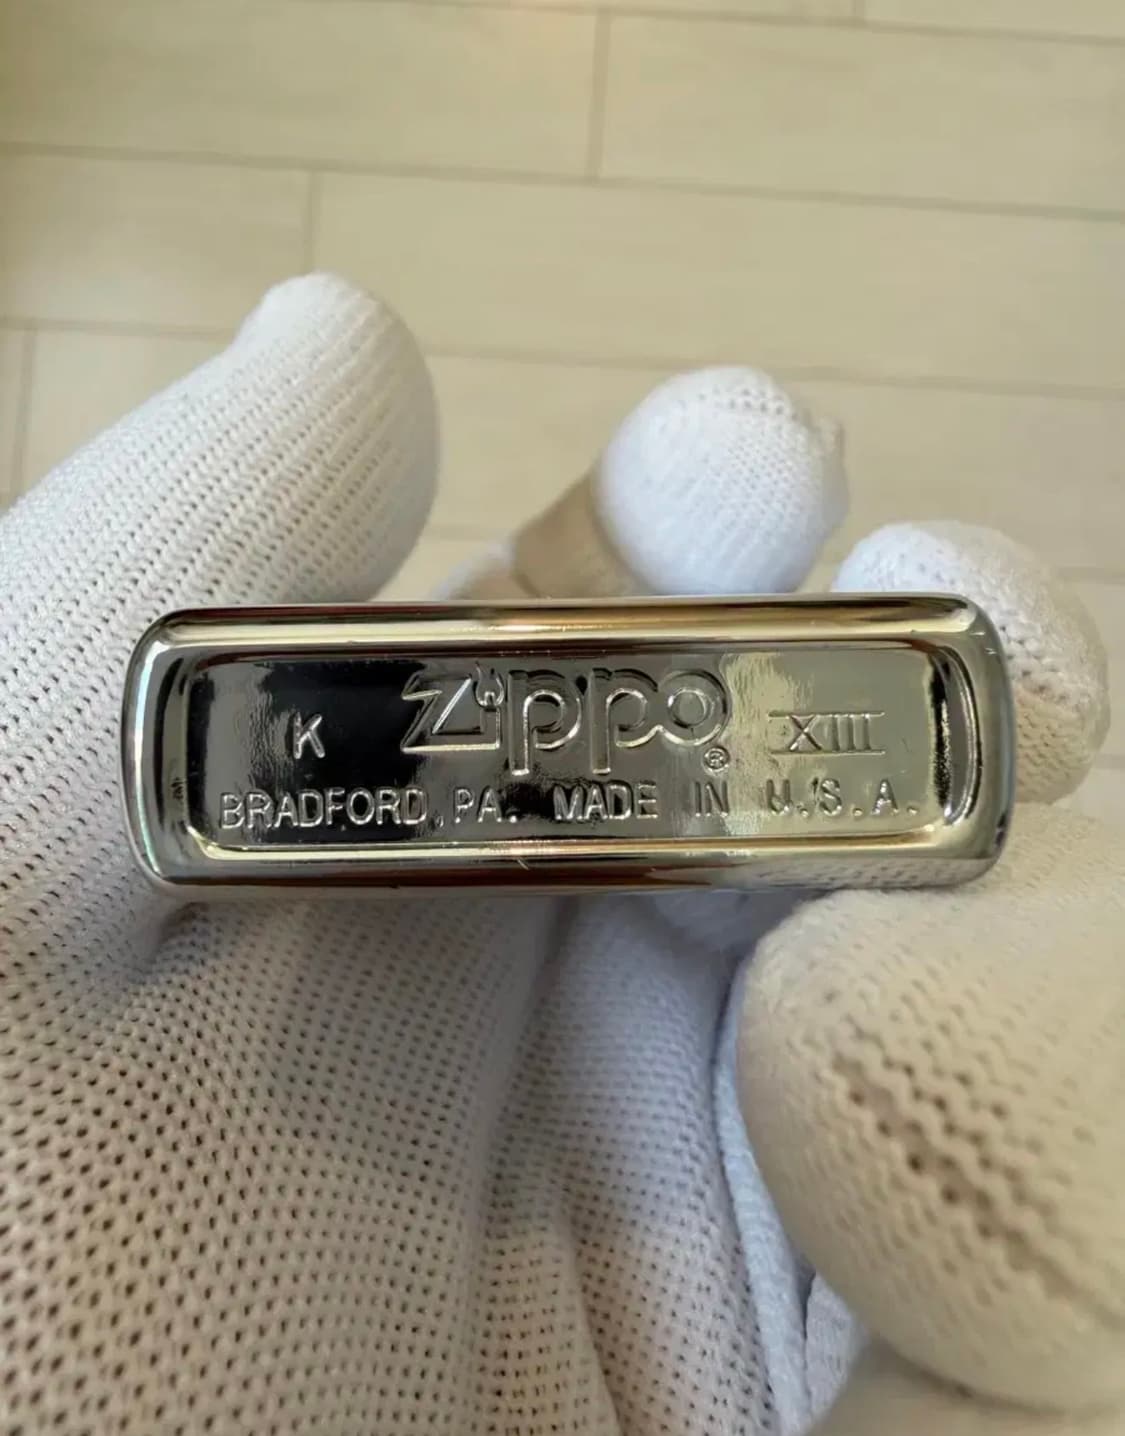 K Zippo® XIII
BRADFORD, PA. MADE IN U.S.A.